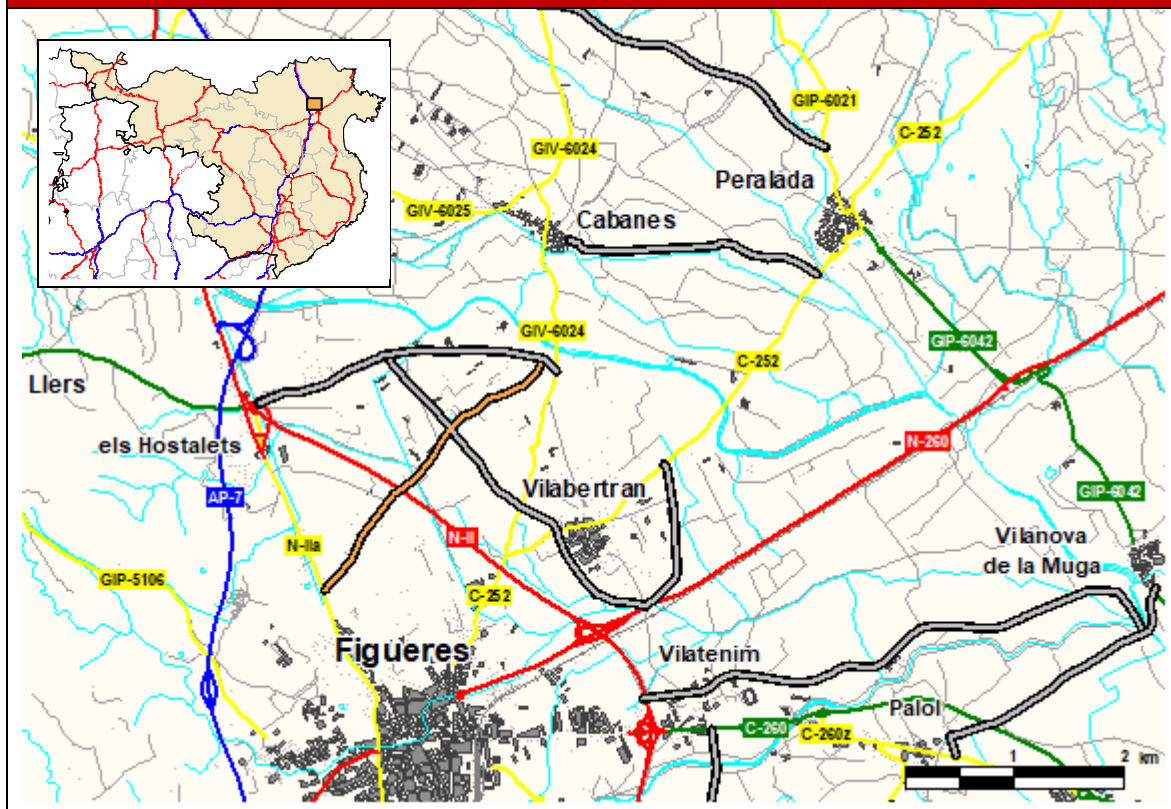 GIP-6021
C-252
GIV-6024
Peralada
GIV-6025
Cabanes
GIV-6024
GIP-6042
C-252
Llers
els Hostalets
N-260
AP-7
Vilabertran
GIP-6042
N-II
N-IIa
Vilanova
de la Muga
GIP-5106
C-252
Figueres
Vilatenim
Palol
C-260
C-260z
0 1 2 km